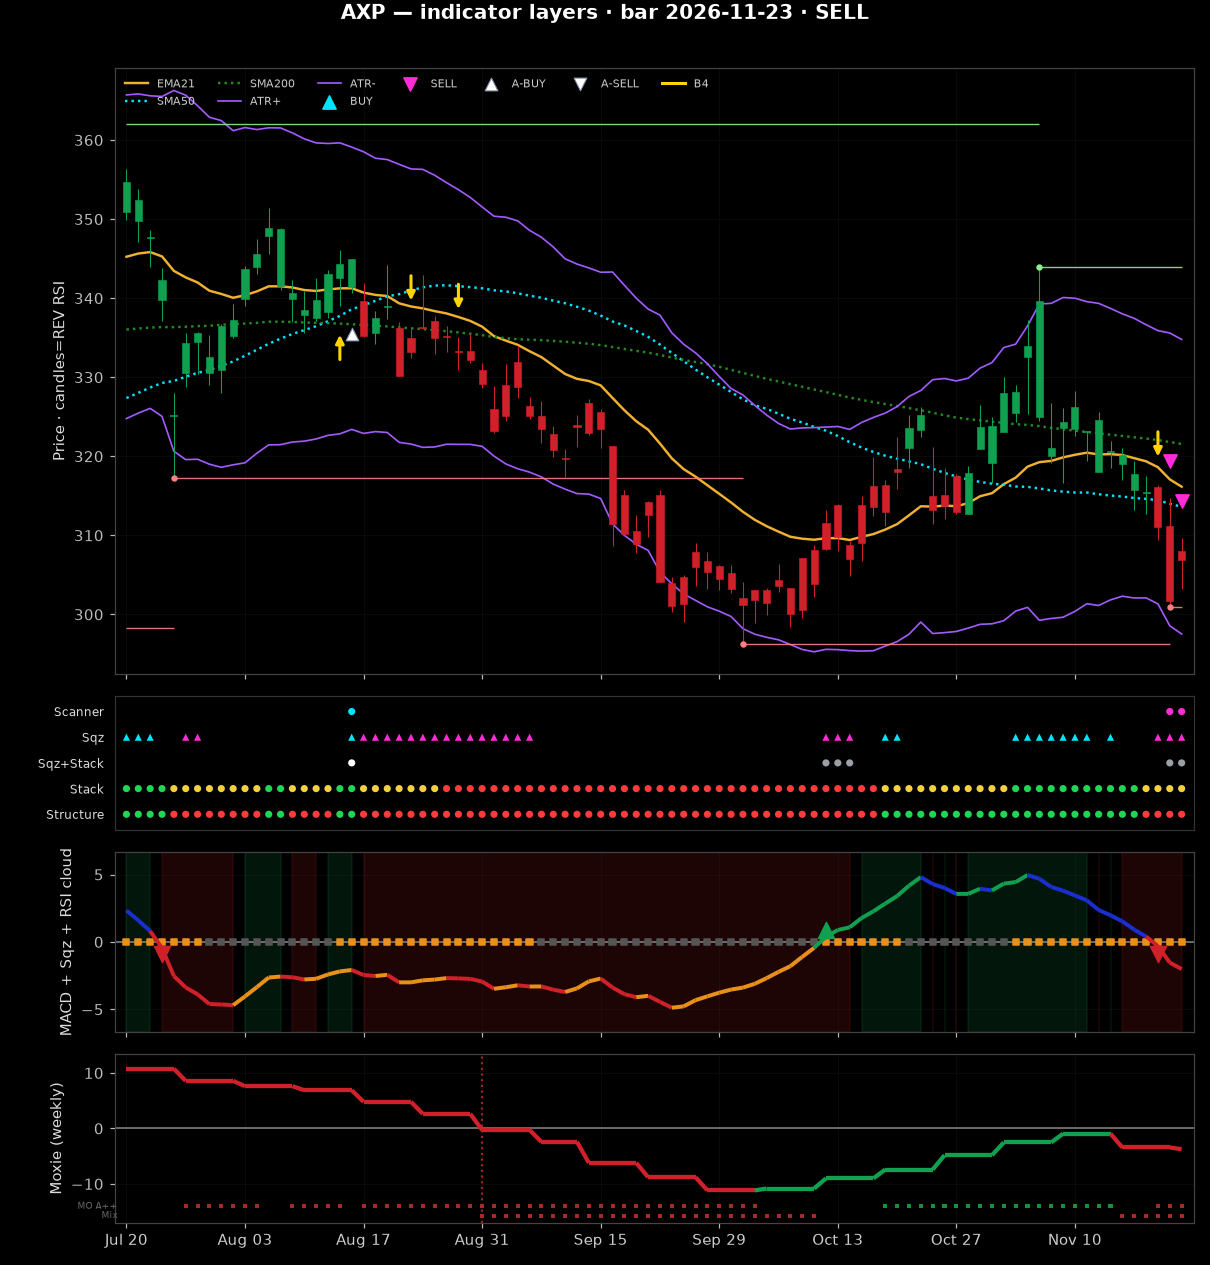 AXP — indicator layers · bar 2026-11-23 · SELL
EMA21 SMA200 ATR- SELL A-BUY A-SELL B4
SMA50 ATR+ BUY
Price · candles=REV RSI
360
350
340
330
320
310
300
Scanner
Sqz
Sqz+Stack
Stack
Structure
MACD + Sqz + RSI cloud
5
0
−5
Moxie (weekly)
10
0
−10
MO A++
Mix
Jul 20 Aug 03 Aug 17 Aug 31 Sep 15 Sep 29 Oct 13 Oct 27 Nov 10